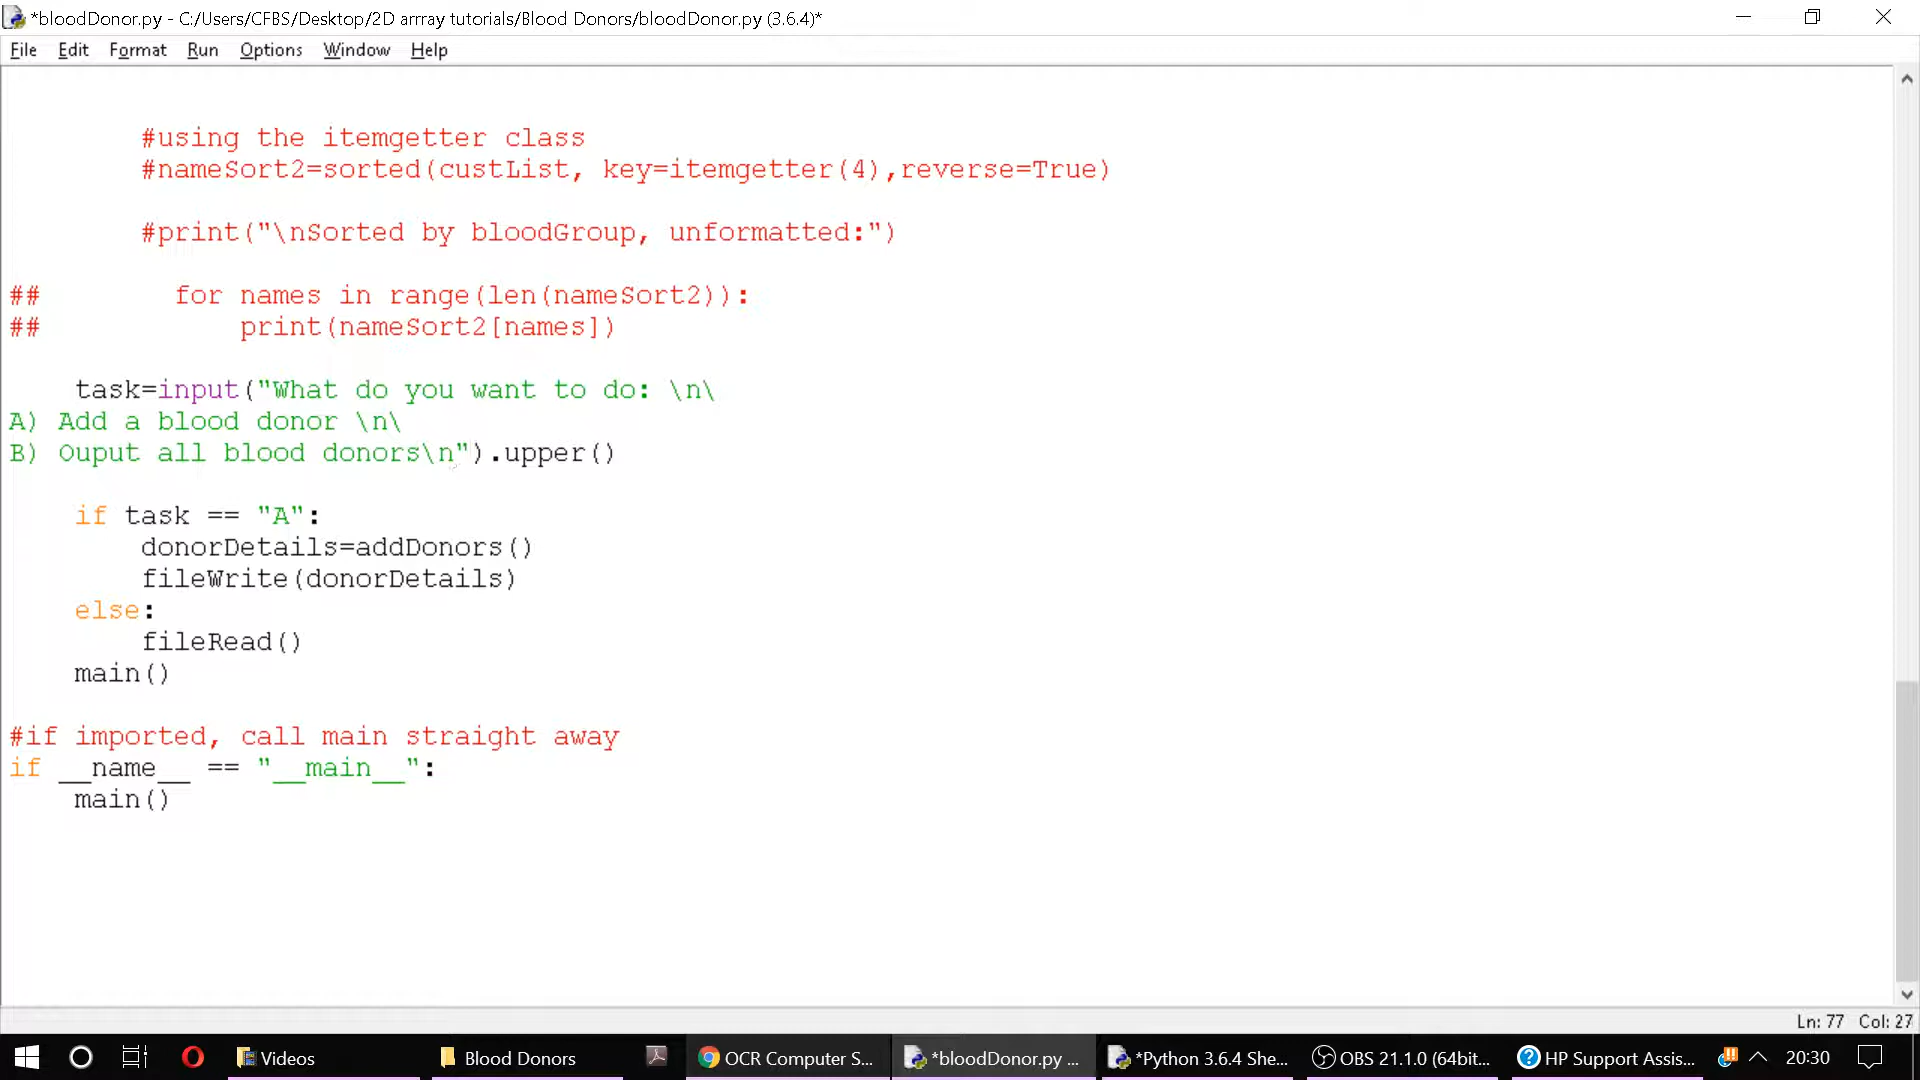 *bloodDonor.py - C:/Users/CFBS/Desktop/2D arrray tutorials/Blood Donors/bloodDonor.py (3.6.4)*
File Edit Format Run Options Window Help
#using the itemgetter class
#nameSort2=sorted(custList, key=itemgetter(4),reverse=True)
#print("\nSorted by bloodGroup, unformatted:")
## for names in range(len(nameSort2)):
## print(nameSort2[names])
task=input("What do you want to do: \n\
A) Add a blood donor \n\
B) Ouput all blood donors\n").upper()
if task == "A":
donorDetails=addDonors()
fileWrite(donorDetails)
else:
fileRead()
main()
#if imported, call main straight away
if __name__ == "__main__":
main()
Ln: 77 Col: 27
Videos Blood Donors OCR Computer S... *bloodDonor.py ... *Python 3.6.4 She... OBS 21.1.0 (64bit... HP Support Assis... 20:30